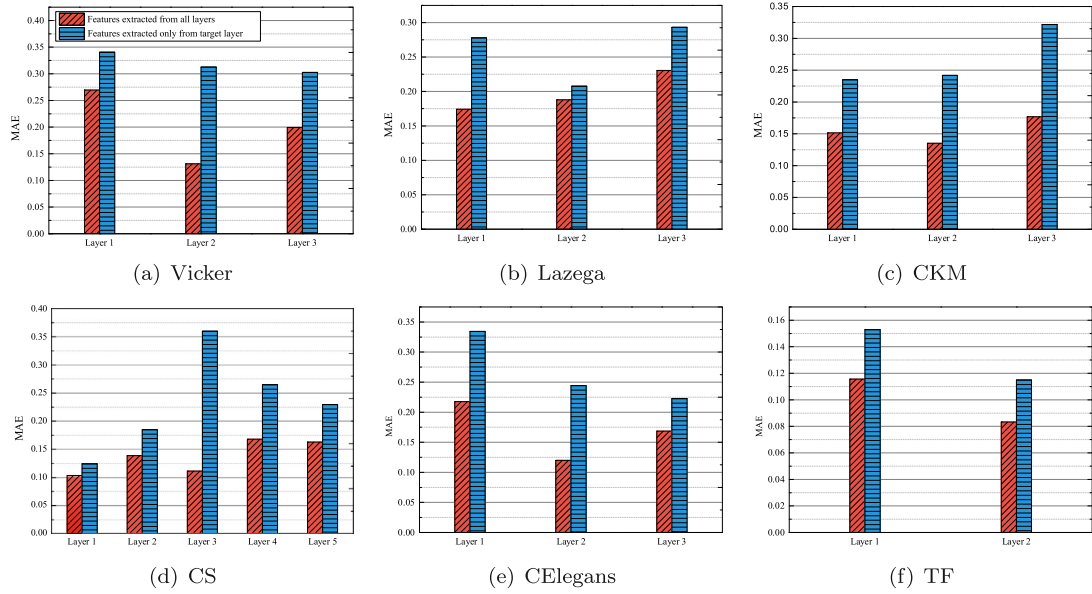 Features extracted from all layers
Features extracted only from target layer
MAE
0.40
0.35
0.30
0.25
0.20
0.15
0.10
0.05
0.00
Layer 1 Layer 2 Layer 3
(a) Vicker
MAE
0.30
0.25
0.20
0.15
0.10
0.05
0.00
Layer 1 Layer 2 Layer 3
(b) Lazega
MAE
0.35
0.30
0.25
0.20
0.15
0.10
0.05
0.00
Layer 1 Layer 2 Layer 3
(c) CKM
MAE
0.40
0.35
0.30
0.25
0.20
0.15
0.10
0.05
0.00
Layer 1 Layer 2 Layer 3 Layer 4 Layer 5
(d) CS
MAE
0.35
0.30
0.25
0.20
0.15
0.10
0.05
0.00
Layer 1 Layer 2 Layer 3
(e) CElegans
MAE
0.16
0.14
0.12
0.10
0.08
0.06
0.04
0.02
0.00
Layer 1 Layer 2
(f) TF